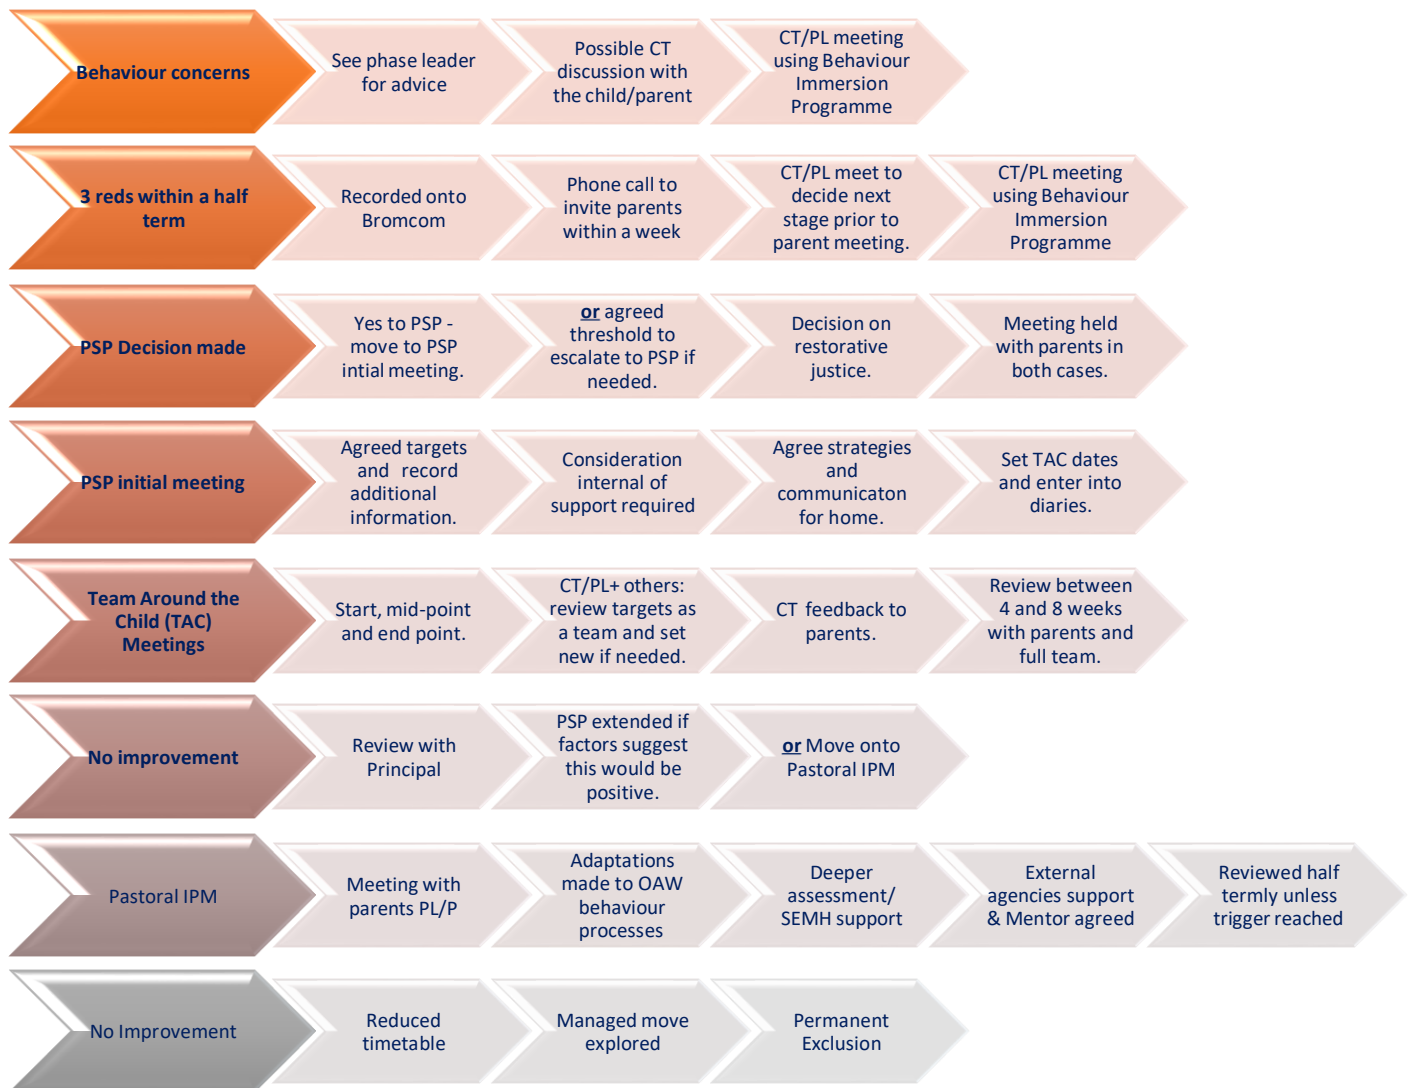 Behaviour concerns
See phase leader
for advice
Possible CT
discussion with
the child/parent
CT/PL meeting
using Behaviour
Immersion
Programme
3 reds within a half
term
Recorded onto
Bromcom
Phone call to
invite parents
within a week
CT/PL meet to
decide next
stage prior to
parent meeting.
CT/PL meeting
using Behaviour
Immersion
Programme
PSP Decision made
Yes to PSP -
move to PSP
intial meeting.
or agreed
threshold to
escalate to PSP if
needed.
Decision on
restorative
justice.
Meeting held
with parents in
both cases.
PSP initial meeting
Agreed targets
and record
additional
information.
Consideration
internal of
support required
Agree strategies
and
communicaton
for home.
Set TAC dates
and enter into
diaries.
Team Around the
Child (TAC)
Meetings
Start, mid-point
and end point.
CT/PL+ others:
review targets as
a team and set
new if needed.
CT feedback to
parents.
Review between
4 and 8 weeks
with parents and
full team.
No improvement
Review with
Principal
PSP extended if
factors suggest
this would be
positive.
or Move onto
Pastoral IPM
Pastoral IPM
Meeting with
parents PL/P
Adaptations
made to OAW
behaviour
processes
Deeper
assessment/
SEMH support
External
agencies support
& Mentor agreed
Reviewed half
termly unless
trigger reached
No Improvement
Reduced
timetable
Managed move
explored
Permanent
Exclusion